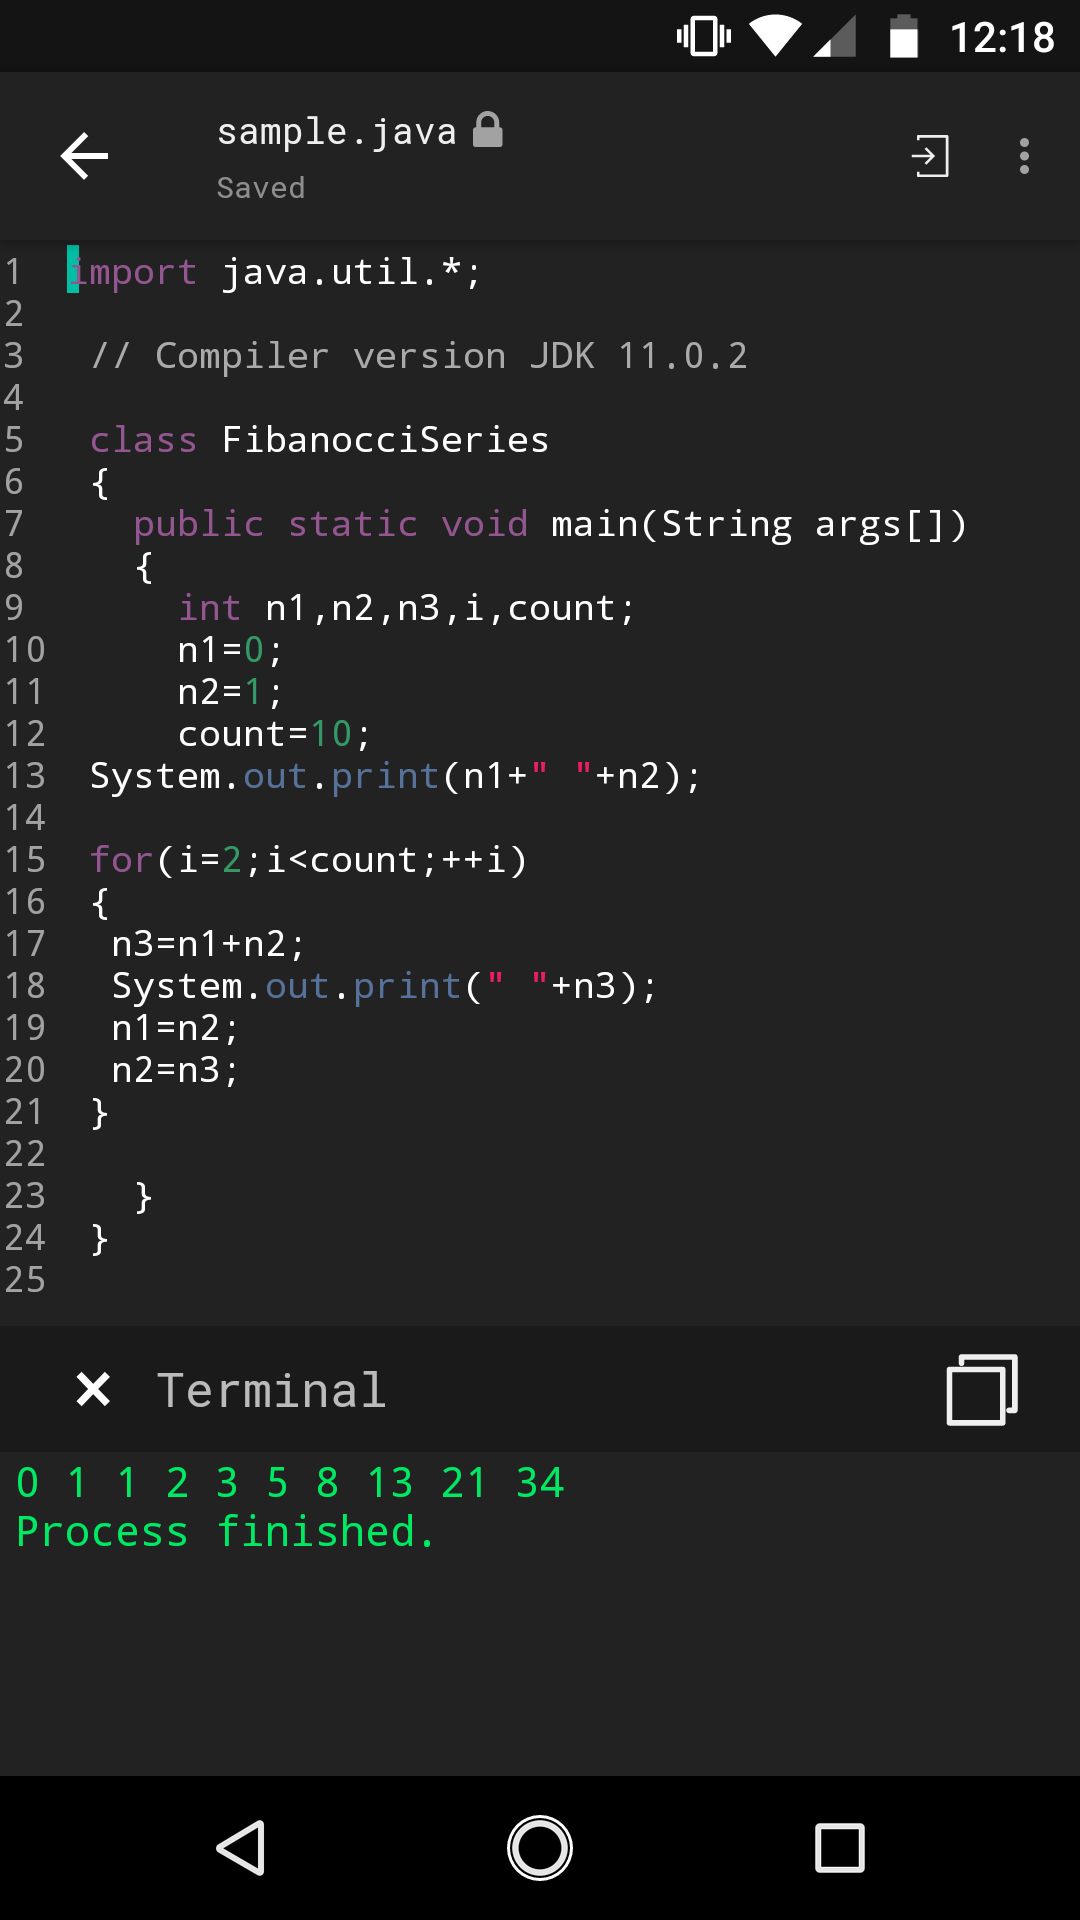 12:18
sample.java
Saved
1 import java.util.*;
2
3 // Compiler version JDK 11.0.2
4
5 class FibanocciSeries
6 {
7 public static void main(String args[])
8 {
9 int n1,n2,n3,i,count;
10 n1=0;
11 n2=1;
12 count=10;
13 System.out.print(n1+" "+n2);
14
15 for(i=2;i<count;++i)
16 {
17 n3=n1+n2;
18 System.out.print(" "+n3);
19 n1=n2;
20 n2=n3;
21 }
22
23 }
24 }
25
Terminal
0 1 1 2 3 5 8 13 21 34
Process finished.